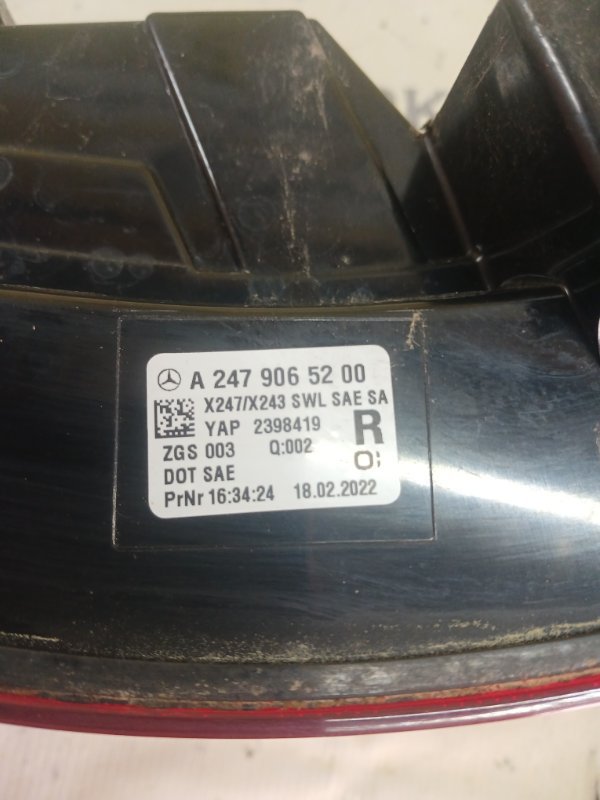 A 247 906 52 00
X247/X243 SWL SAE SA
YAP 2398419
R
ZGS 003 Q:002
DOT SAE
PrNr 16:34:24 18.02.2022